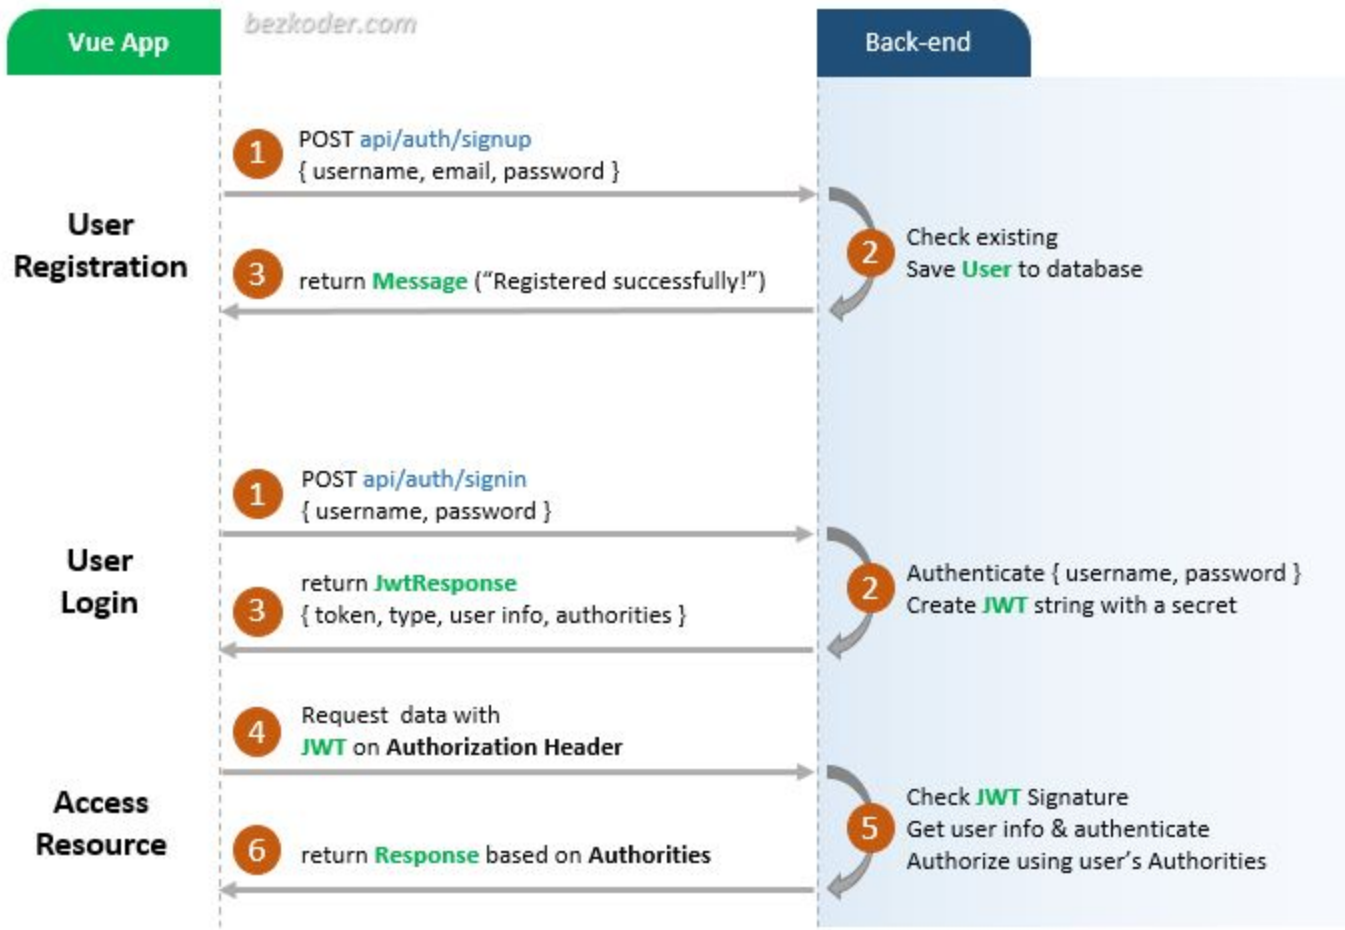 bezkoder.com
Vue App
Back-end
User
Registration
1
POST api/auth/signup
{ username, email, password }
2
Check existing
Save User to database
3
return Message (“Registered successfully!”)
User
Login
1
POST api/auth/signin
{ username, password }
2
Authenticate { username, password }
Create JWT string with a secret
3
return JwtResponse
{ token, type, user info, authorities }
Access
Resource
4
Request data with
JWT on Authorization Header
5
Check JWT Signature
Get user info & authenticate
Authorize using user’s Authorities
6
return Response based on Authorities